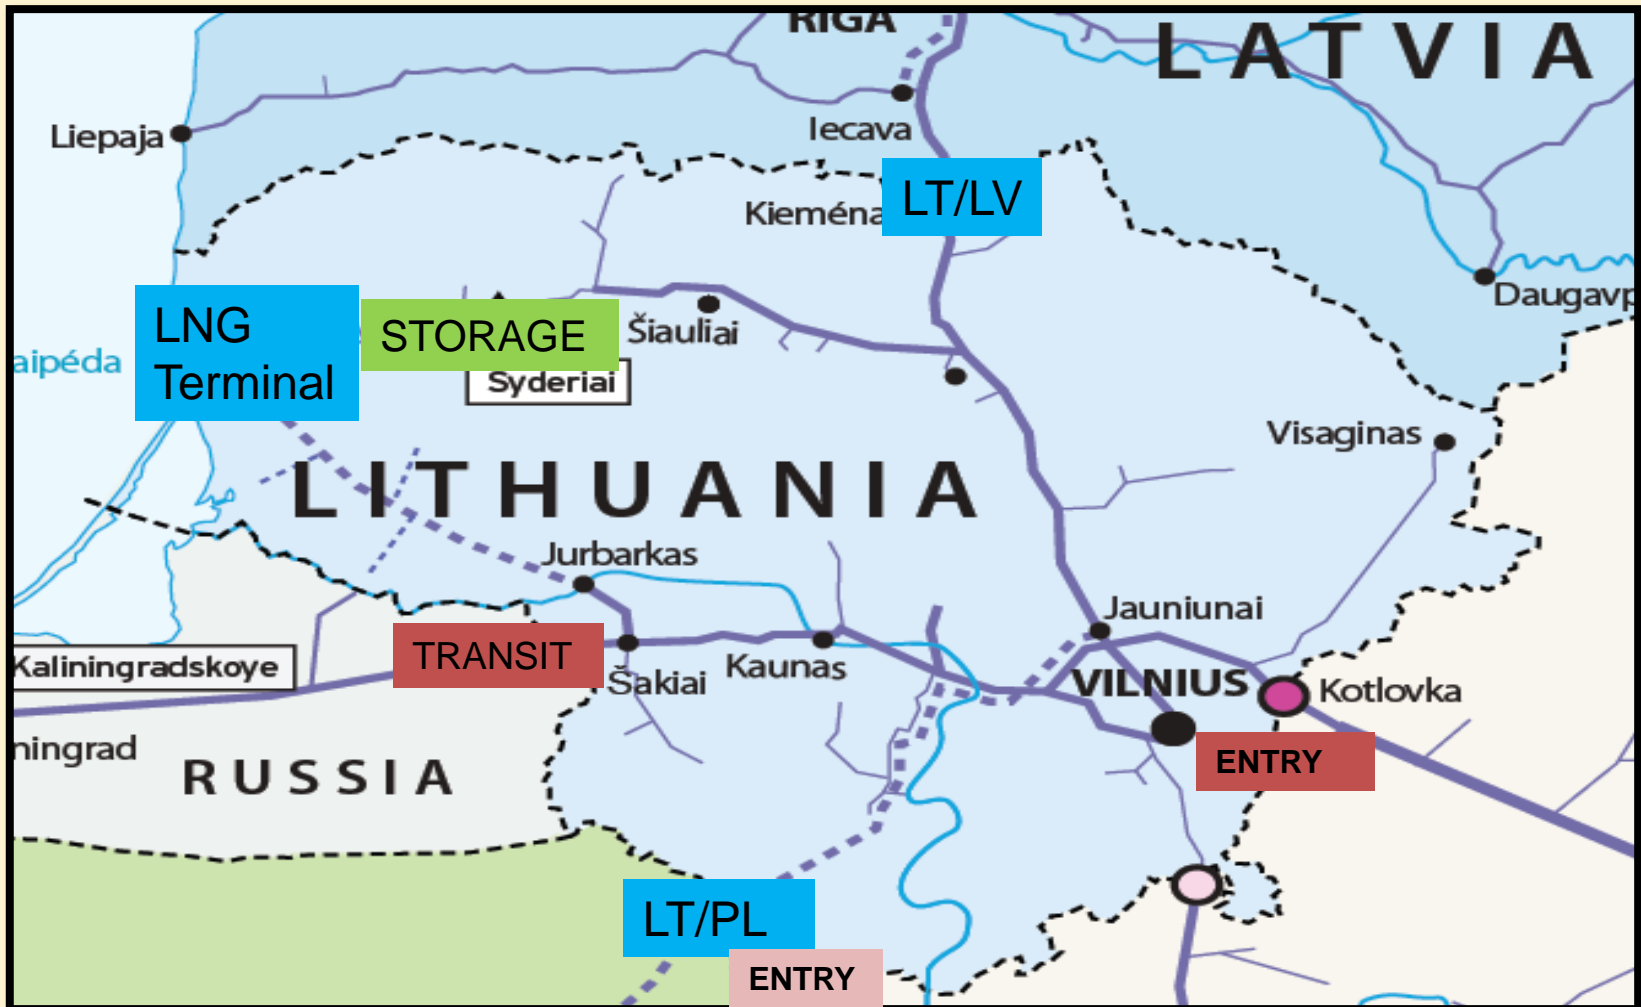 RIGA
LATVIA
Liepaja
Iecava
Kieména
LT/LV
Daugavp
LNG
Terminal
STORAGE
Šiauliai
aipéda
Syderiai
Visaginas
LITHUANIA
Jurbarkas
Jauniunai
TRANSIT
Kaliningradskoye
Šakiai
Kaunas
VILNIUS
Kotlovka
ningrad
RUSSIA
ENTRY
LT/PL
ENTRY